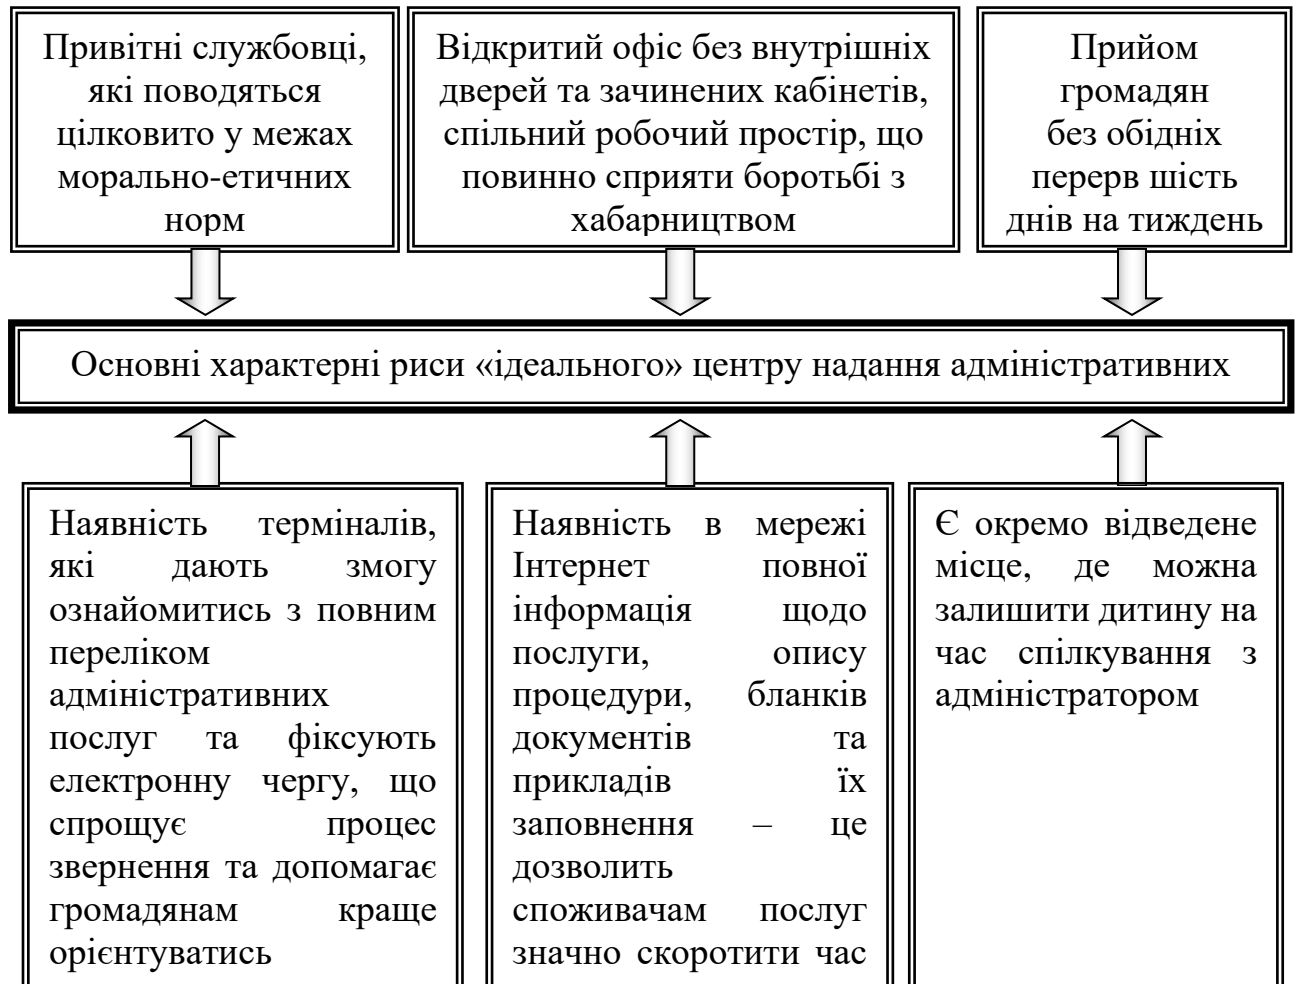 Привітні службовці,
які поводяться
цілковито у межах
морально-етичних
норм
Відкритий офіс без внутрішніх
дверей та зачинених кабінетів,
спільний робочий простір, що
повинно сприяти боротьбі з
хабарництвом
Прийом
громадян
без обідніх
перерв шість
днів на тиждень
Основні характерні риси «ідеального» центру надання адміністративних
Наявність терміналів,
які дають змогу
ознайомитись з повним
переліком
адміністративних
послуг та фіксують
електронну чергу, що
спрощує процес
звернення та допомагає
громадянам краще
орієнтуватись
Наявність в мережі
Інтернет повної
інформація щодо
послуги, опису
процедури, бланків
документів та
прикладів їх
заповнення – це
дозволить
споживачам послуг
значно скоротити час
Є окремо відведене
місце, де можна
залишити дитину на
час спілкування з
адміністратором